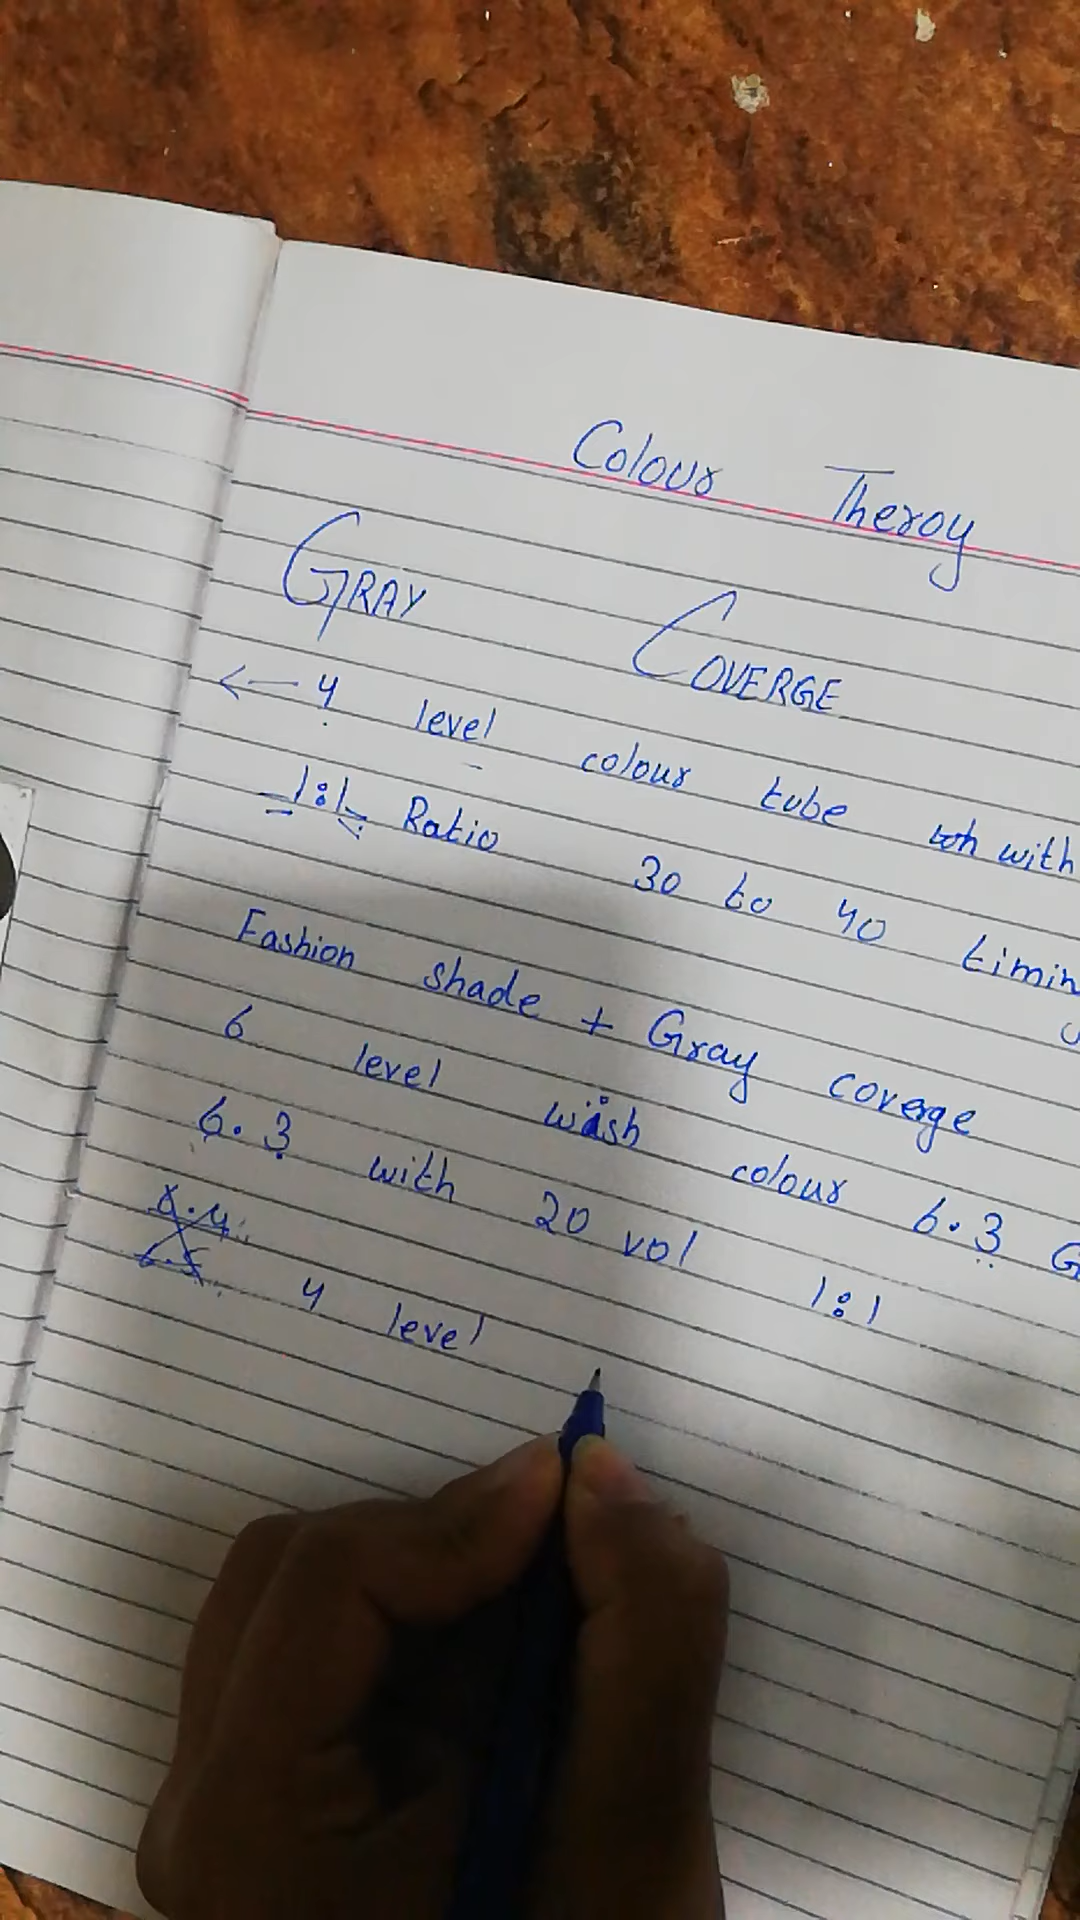 Colour Theroy
GRAY COVERGE
4 level colour tube with
1:1 Ratio 30 to 40 timin
Fashion shade + Gray coverge
6 level wash colour 6.3 G
6.3 with 20 vol 1:1
4 level